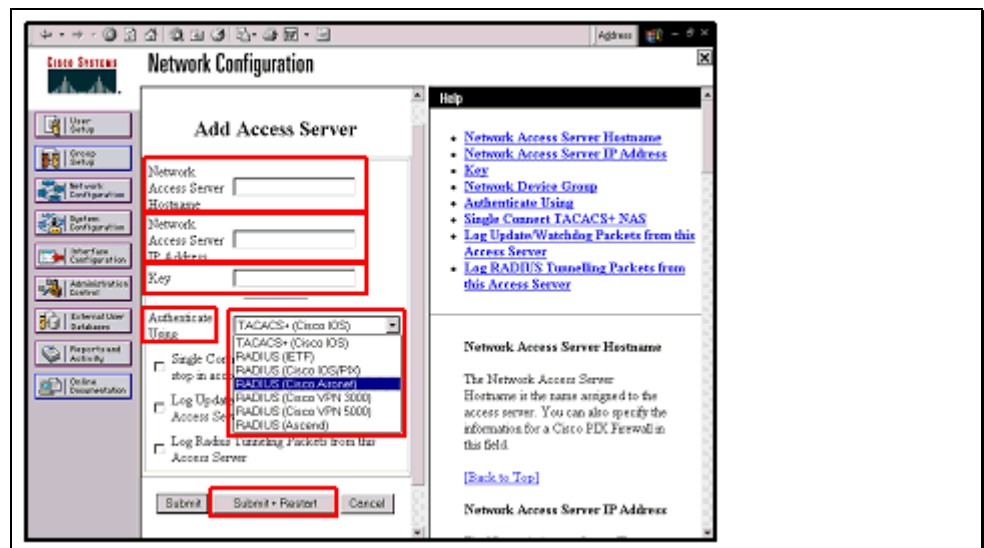 Address
CISCO SYSTEMS
Network Configuration
User
Setup
Group
Setup
Network
Configuration
System
Configuration
Interface
Configuration
Administration
Control
External User
Databases
Reports and
Activity
Online
Documentation
Add Access Server
Network
Access Server
Hostname
Network
Access Server
IP Address
Key
Authenticate
Using
TACACS+ (Cisco IOS)
TACACS+ (Cisco IOS)
RADIUS (IETF)
RADIUS (Cisco IOS/PIX)
RADIUS (Cisco Aironet)
RADIUS (Cisco VPN 3000)
RADIUS (Cisco VPN 5000)
RADIUS (Ascend)
Single Con
stop in acc
Log Updat
Access Ser
Log Radius Tunneling Packets from this
Access Server
Submit
Submit + Restart
Cancel
Help
• Network Access Server Hostname
• Network Access Server IP Address
• Key
• Network Device Group
• Authenticate Using
• Single Connect TACACS+ NAS
• Log Update/Watchdog Packets from this
Access Server
• Log RADIUS Tunnelling Packets from
this Access Server
Network Access Server Hostname
The Network Access Server
Hostname is the name assigned to the
access server. You can also specify the
information for a Cisco PIX Firewall in
this field.
[Back to Top]
Network Access Server IP Address